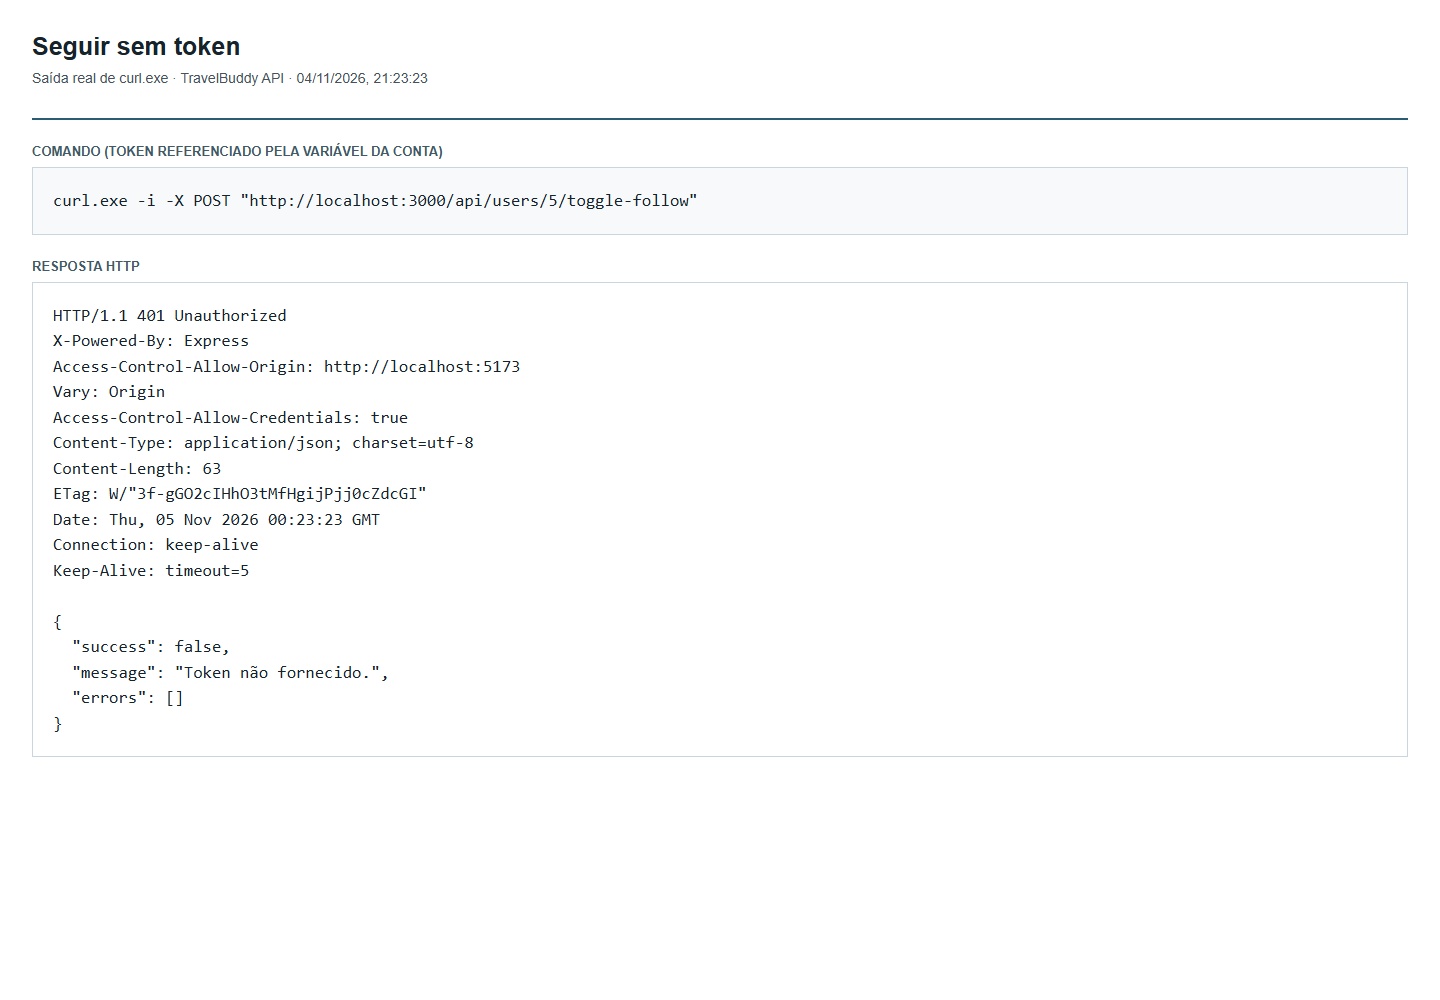 Seguir sem token
Saída real de curl.exe · TravelBuddy API · 04/11/2026, 21:23:23
COMANDO (TOKEN REFERENCIADO PELA VARIÁVEL DA CONTA)
curl.exe -i -X POST "http://localhost:3000/api/users/5/toggle-follow"
RESPOSTA HTTP
HTTP/1.1 401 Unauthorized
X-Powered-By: Express
Access-Control-Allow-Origin: http://localhost:5173
Vary: Origin
Access-Control-Allow-Credentials: true
Content-Type: application/json; charset=utf-8
Content-Length: 63
ETag: W/"3f-gGO2cIHhO3tMfHgijPjj0cZdcGI"
Date: Thu, 05 Nov 2026 00:23:23 GMT
Connection: keep-alive
Keep-Alive: timeout=5
{
  "success": false,
  "message": "Token não fornecido.",
  "errors": []
}